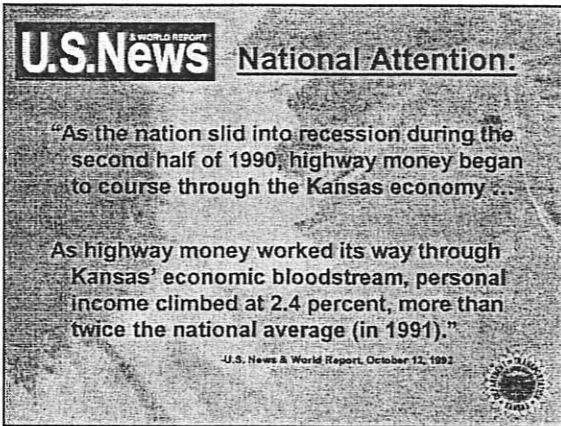 & WORLD REPORT
U.S.News
National Attention:
“As the nation slid into recession during the
second half of 1990, highway money began
to course through the Kansas economy ...
As highway money worked its way through
Kansas’ economic bloodstream, personal
income climbed at 2.4 percent, more than
twice the national average (in 1991).”
-U.S. News & World Report, October 12, 1992